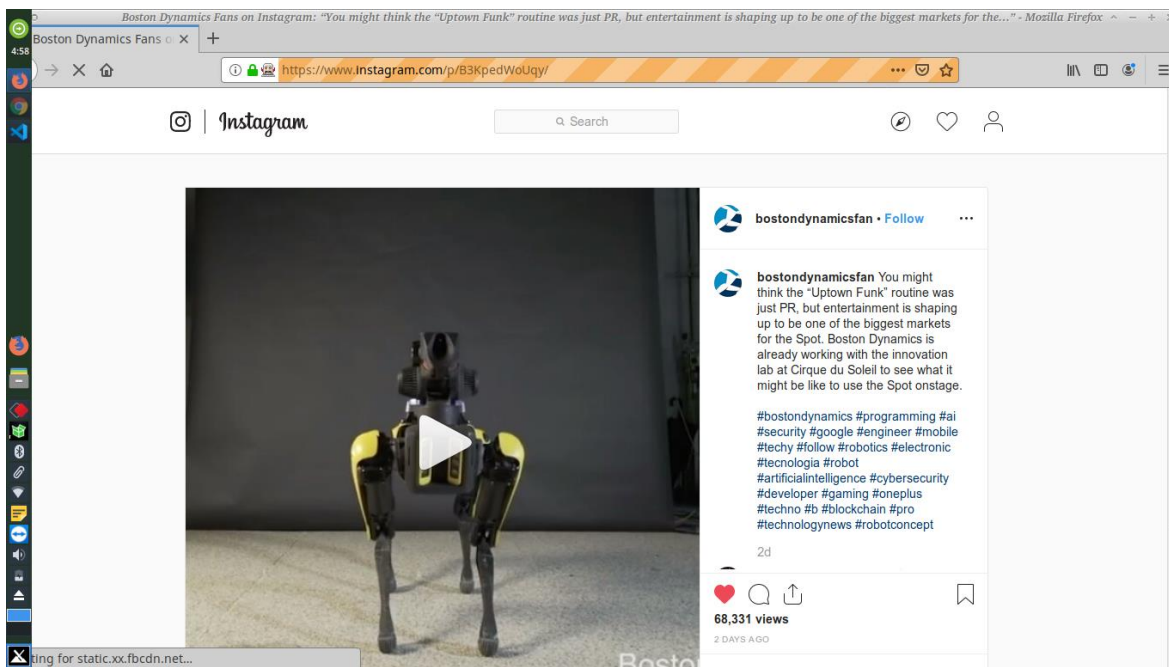 Boston Dynamics Fans on Instagram: “You might think the “Uptown Funk” routine was just PR, but entertainment is shaping up to be one of the biggest markets for the...” - Mozilla Firefox
4:58
Boston Dynamics Fans o
https://www.instagram.com/p/B3KpedWoUqy/
Instagram
Search
bostondynamicsfan • Follow
bostondynamicsfan You might
think the “Uptown Funk” routine was
just PR, but entertainment is shaping
up to be one of the biggest markets
for the Spot. Boston Dynamics is
already working with the innovation
lab at Cirque du Soleil to see what it
might be like to use the Spot onstage.
#bostondynamics #programming #ai
#security #google #engineer #mobile
#techy #follow #robotics #electronic
#tecnologia #robot
#artificialintelligence #cybersecurity
#developer #gaming #oneplus
#techno #b #blockchain #pro
#technologynews #robotconcept
2d
68,331 views
2 DAYS AGO
Bosto
ting for static.xx.fbcdn.net...